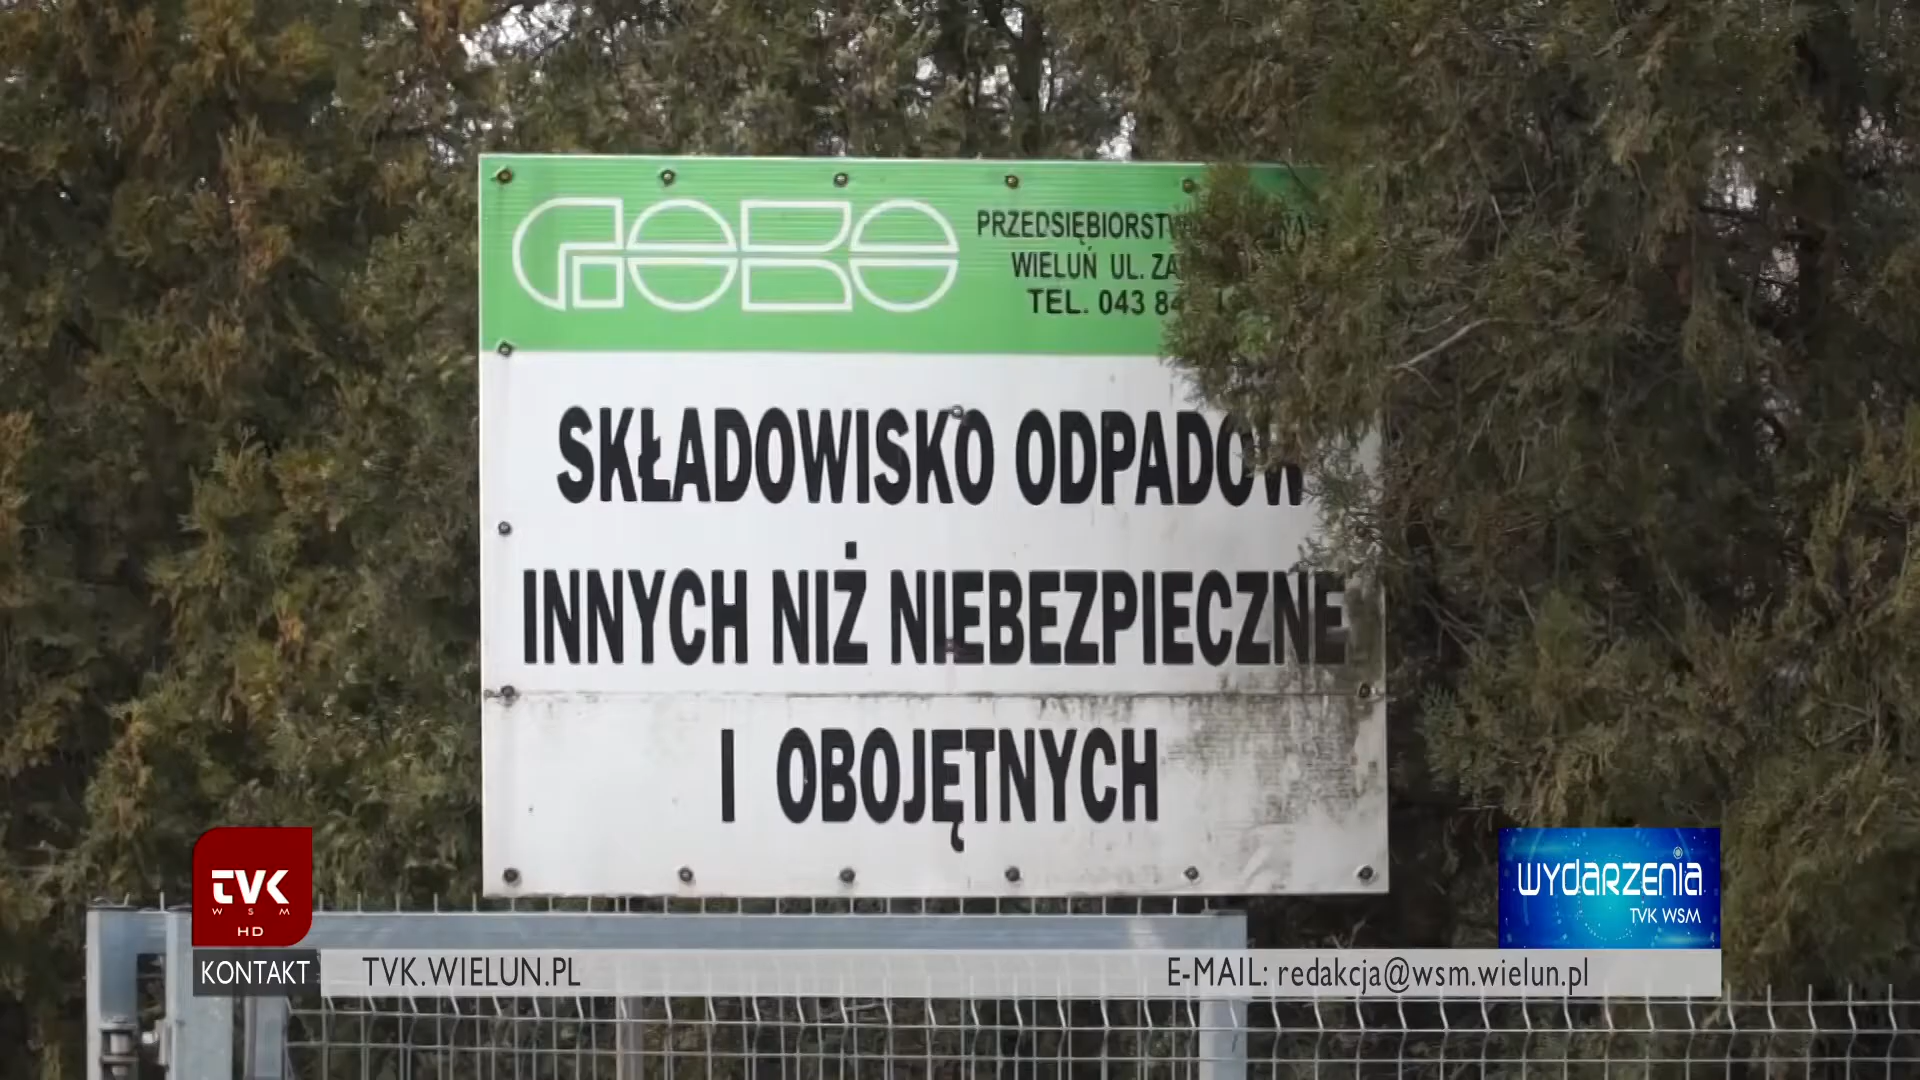 GOBO
PRZEDSIĘBIORSTWO
WIELUŃ UL.
TEL. 043
SKŁADOWISKO ODPADÓW
INNYCH NIŻ NIEBEZPIECZNE
I OBOJĘTNYCH
TVK
WSM
HD
WYDARZENIA
TVK WSM
KONTAKT TVK.WIELUN.PL E-MAIL: redakcja@wsm.wielun.pl